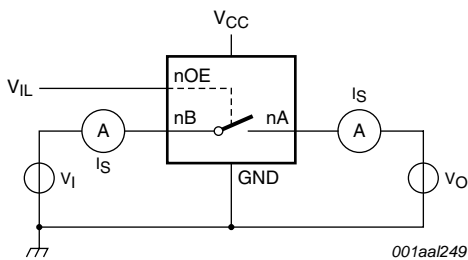 VCC
nOE
VIL
IS
nB
nA
A
A
IS
VI
GND
VO
001aal249